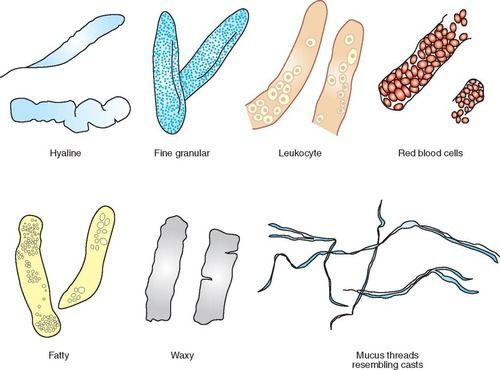 Hyaline
Fine granular
Leukocyte
Red blood cells
Fatty
Waxy
Mucus threads
resembling casts